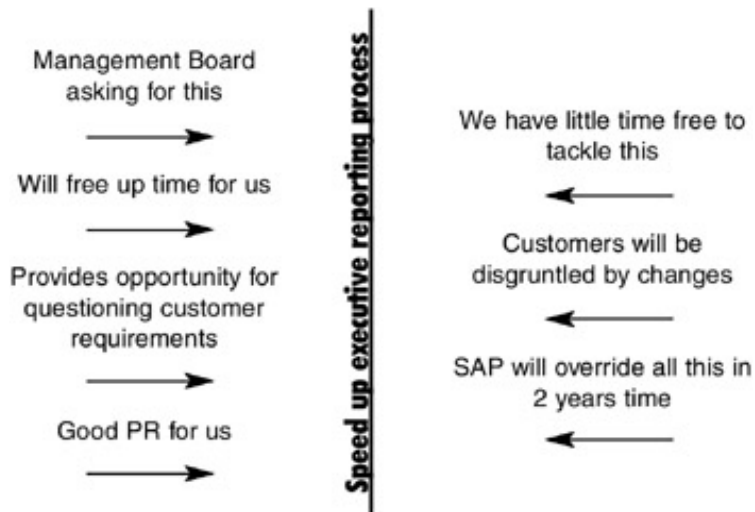 Management Board
asking for this
Will free up time for us
Provides opportunity for
questioning customer
requirements
Good PR for us
Speed up executive reporting process
We have little time free to
tackle this
Customers will be
disgruntled by changes
SAP will override all this in
2 years time